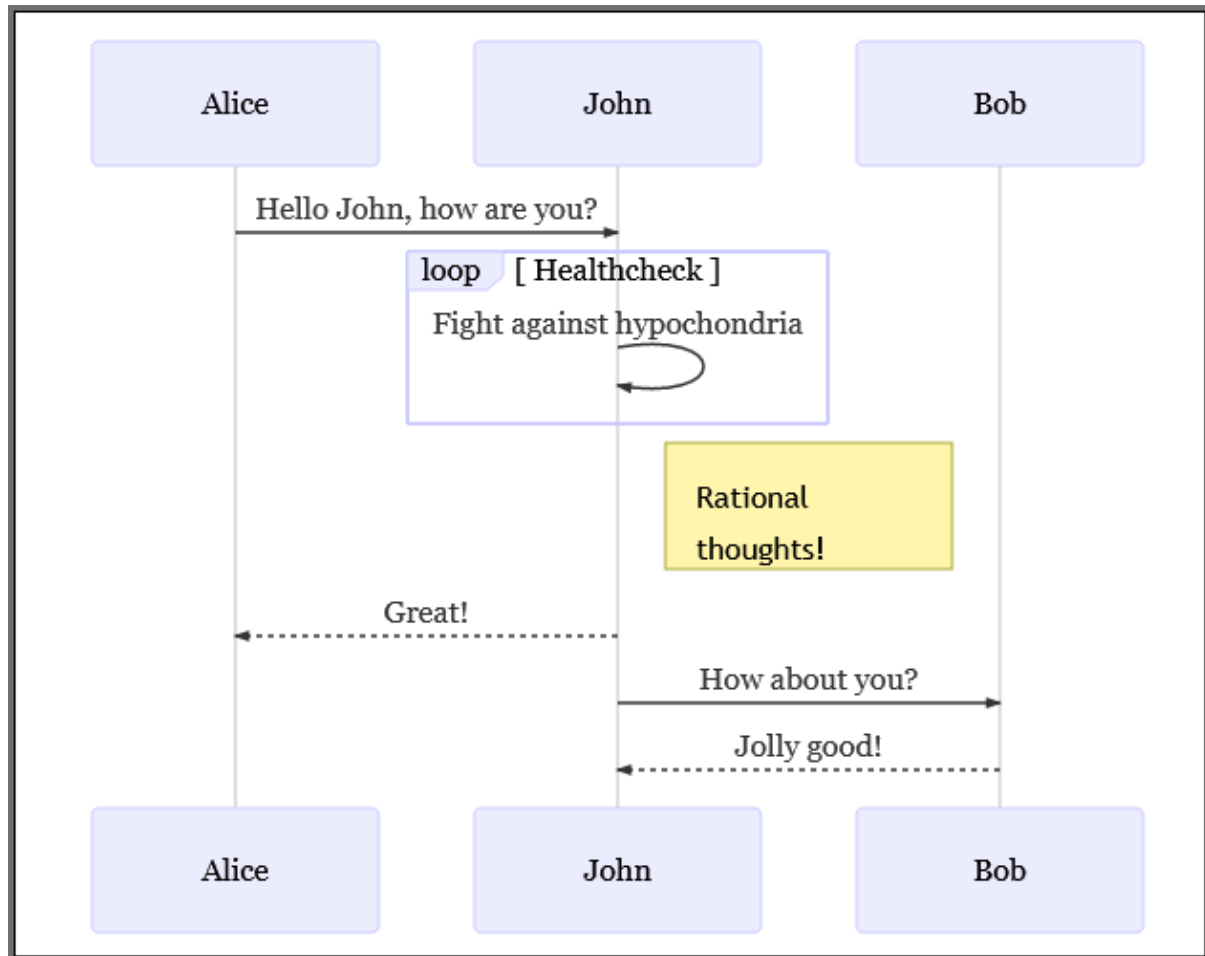 Alice
John
Bob
Hello John, how are you?
loop [ Healthcheck ]
Fight against hypochondria
Rational
thoughts!
Great!
How about you?
Jolly good!
Alice
John
Bob